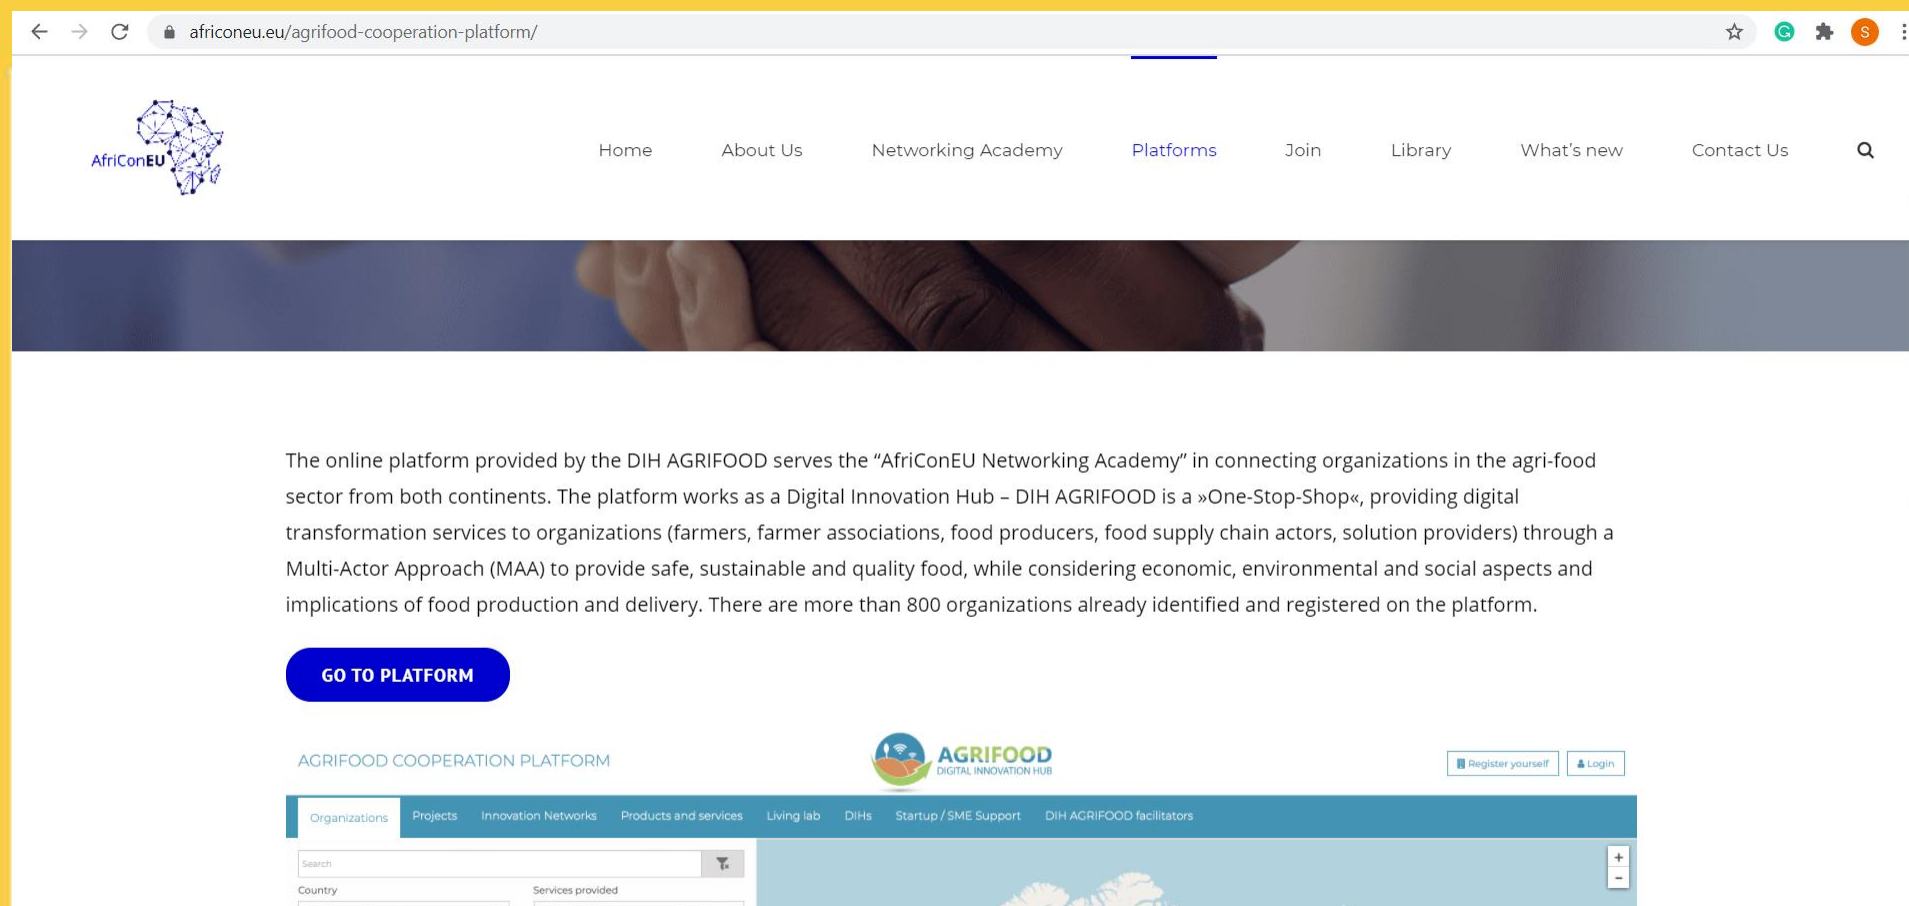 africoneu.eu/agrifood-cooperation-platform/
S
AfriConEU
Home About Us Networking Academy Platforms Join Library What's new Contact Us
The online platform provided by the DIH AGRIFOOD serves the “AfriConEU Networking Academy” in connecting organizations in the agri-food
sector from both continents. The platform works as a Digital Innovation Hub – DIH AGRIFOOD is a »One-Stop-Shop«, providing digital
transformation services to organizations (farmers, farmer associations, food producers, food supply chain actors, solution providers) through a
Multi-Actor Approach (MAA) to provide safe, sustainable and quality food, while considering economic, environmental and social aspects and
implications of food production and delivery. There are more than 800 organizations already identified and registered on the platform.
GO TO PLATFORM
AGRIFOOD COOPERATION PLATFORM
AGRIFOOD
DIGITAL INNOVATION HUB
Register yourself Login
Organizations Projects Innovation Networks Products and services Living lab DIHs Startup / SME Support DIH AGRIFOOD facilitators
Search
+
-
Country Services provided